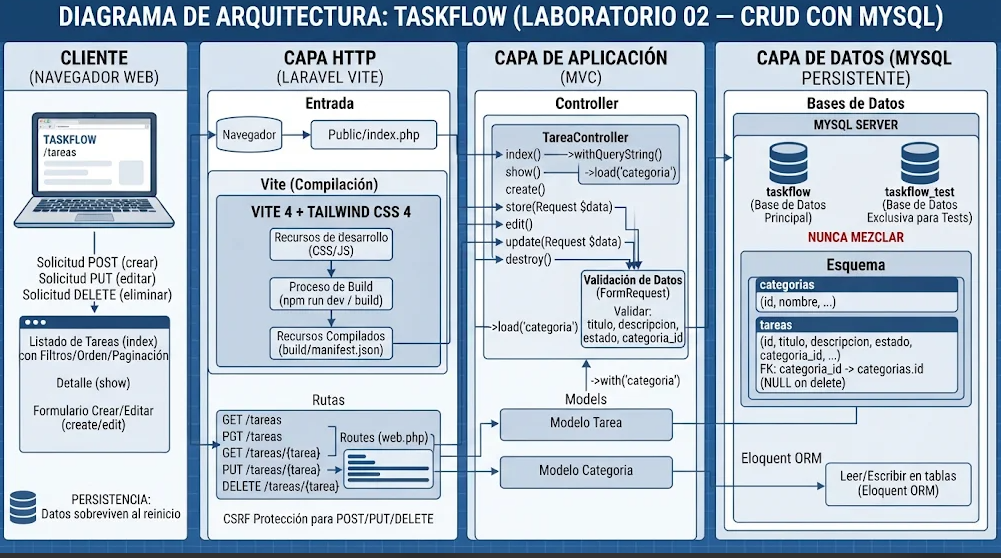 DIAGRAMA DE ARQUITECTURA: TASKFLOW (LABORATORIO 02 — CRUD CON MYSQL)
CLIENTE
(NAVEGADOR WEB)
TASKFLOW
/tareas
Solicitud POST (crear)
Solicitud PUT (editar)
Solicitud DELETE (eliminar)
Listado de Tareas (index)
con Filtros/Orden/Paginación
Detalle (show)
Formulario Crear/Editar
(create/edit)
PERSISTENCIA:
Datos sobreviven al reinicio
CAPA HTTP
(LARAVEL VITE)
Entrada
Navegador
Public/index.php
Vite (Compilación)
VITE 4 + TAILWIND CSS 4
Recursos de desarrollo
(CSS/JS)
Proceso de Build
(npm run dev / build)
Recursos Compilados
(build/manifest.json)
Rutas
GET /tareas
PGT /tareas
GET /tareas/{tarea}
PUT /tareas/{tarea}
DELETE /tareas/{tarea}
Routes (web.php)
CSRF Protección para POST/PUT/DELETE
CAPA DE APLICACIÓN
(MVC)
Controller
TareaController
index() >withQueryString()
show() ->load('categoria')
create()
store(Request $data)
edit()
update(Request $data)
destroy()
Validación de Datos
(FormRequest)
Validar:
titulo, descripcion,
estado, categoria_id
>load('categoria')
->with('categoria')
Models
Modelo Tarea
Modelo Categoria
CAPA DE DATOS (MYSQL
PERSISTENTE)
Bases de Datos
MYSQL SERVER
taskflow
(Base de Datos
Principal)
taskflow_test
(Base de Datos
Exclusiva para Tests)
NUNCA MEZCLAR
Esquema
categorias
(id, nombre, ...)
tareas
(id, titulo, descripcion, estado,
categoria_id, ...)
FK: categoria_id -> categorias.id
(NULL on delete)
Eloquent ORM
Leer/Escribir en tablas
(Eloquent ORM)